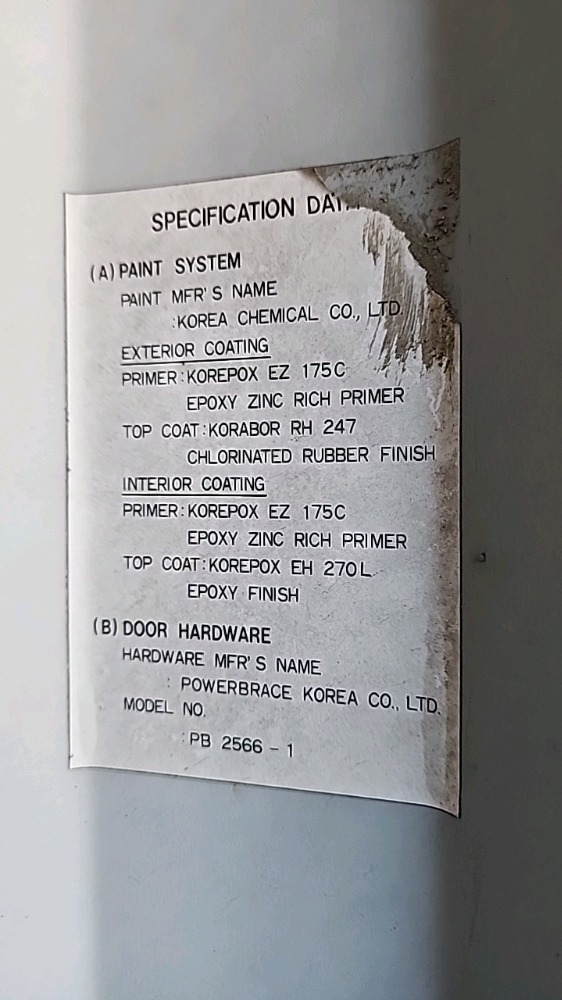 SPECIFICATION
(A) PAINT SYSTEM
PAINT MFR'S NAME
:KOREA CHEMICAL CO., LTD.
EXTERIOR COATING
PRIMER:KOREPOX EZ 175C
EPOXY ZINC RICH PRIMER
TOP COAT:KORABOR RH 247
CHLORINATED RUBBER FINISH
INTERIOR COATING
PRIMER:KOREPOX EZ 175C
EPOXY ZINC RICH PRIMER
TOP COAT:KOREPOX EH 270L
EPOXY FINISH
(B) DOOR HARDWARE
HARDWARE MFR'S NAME
: POWERBRACE KOREA CO., LTD.
MODEL NO.
:PB 2566-1